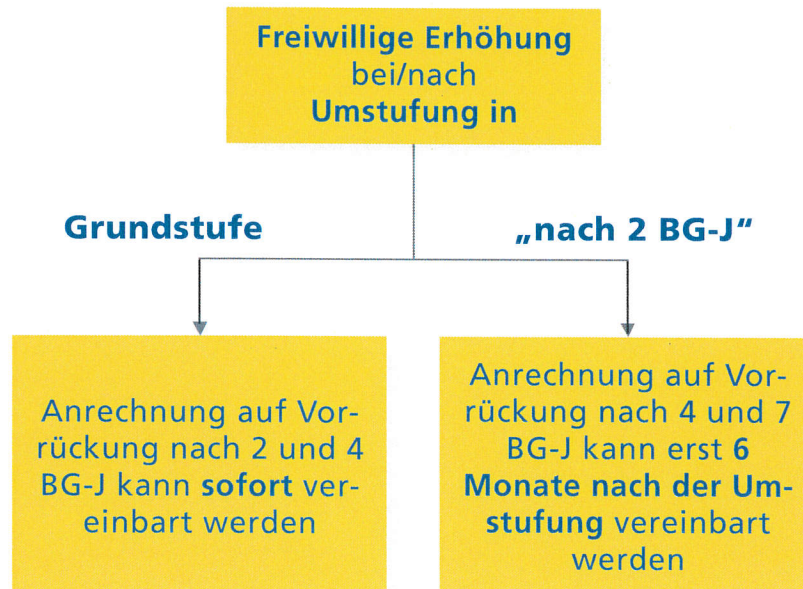 Freiwillige Erhöhung
bei/nach
Umstufung in
Grundstufe
„nach 2 BG-J“
Anrechnung auf Vor-
rückung nach 2 und 4
BG-J kann sofort ver-
einbart werden
Anrechnung auf Vor-
rückung nach 4 und 7
BG-J kann erst 6
Monate nach der Um-
stufung vereinbart
werden